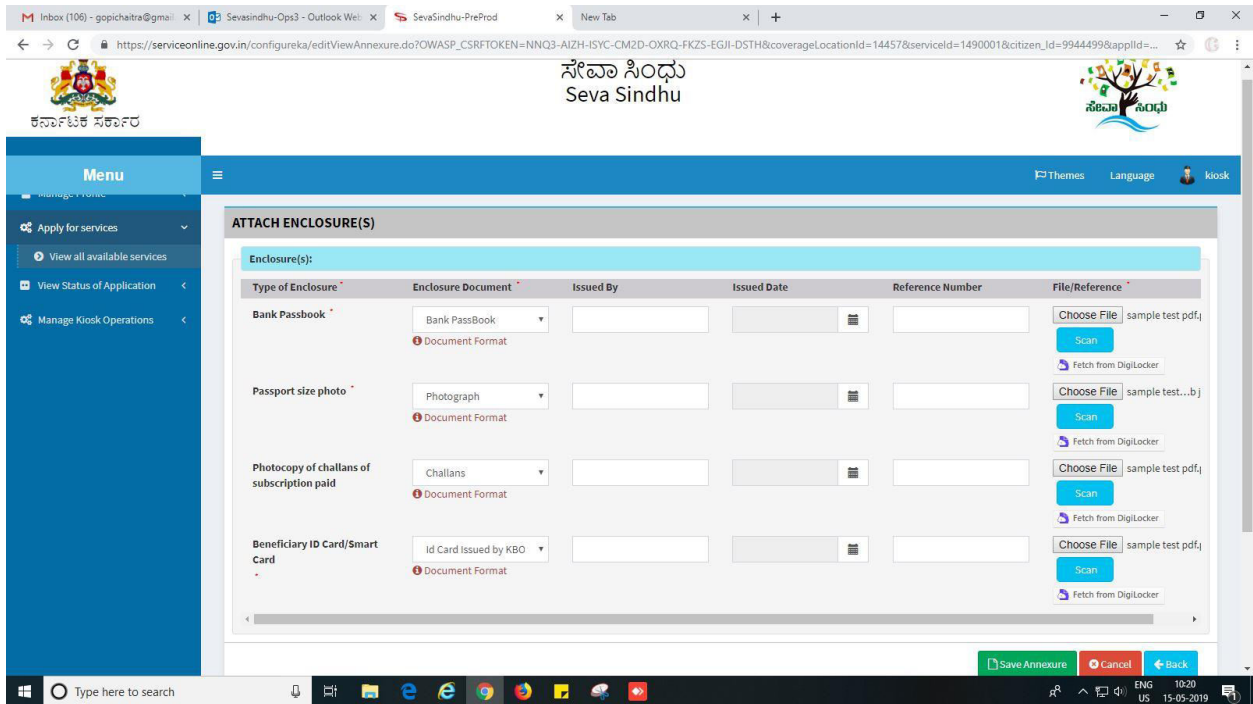 Inbox (106) - gopichaitra@gmail
Sevasindhu-Ops3 - Outlook Web
SevaSindhu-PreProd
New Tab
https://serviceonline.gov.in/configureka/editViewAnnexure.do?OWASP_CSRFTOKEN=NNQ3-AIZH-ISYC-CM2D-OXRQ-FKZS-EGJI-D5TH&coverageLocationId=14457&serviceId=1490001&citizen_Id=9944499&applId=...
ಕರ್ನಾಟಕ ಸರ್ಕಾರ
ಸೇವಾ ಸಿಂಧು
Seva Sindhu
ಸೇವಾ ಸಿಂಧು
Menu
Themes Language kiosk
Manage Profile
Apply for services
View all available services
View Status of Application
Manage Kiosk Operations
ATTACH ENCLOSURE(S)
Enclosure(s):
Type of Enclosure * Enclosure Document * Issued By Issued Date Reference Number File/Reference *
Bank Passbook * Bank PassBook Choose File sample test pdf.
Document Format Scan
Fetch from DigiLocker
Passport size photo * Photograph Choose File sample test...b j
Document Format Scan
Fetch from DigiLocker
Photocopy of challans of subscription paid Challans Choose File sample test pdf.
Document Format Scan
Fetch from DigiLocker
Beneficiary ID Card/Smart Card * Id Card Issued by KBO Choose File sample test pdf.
Document Format Scan
Fetch from DigiLocker
Save Annexure Cancel Back
Type here to search
ENG
US
10:20
15-05-2019